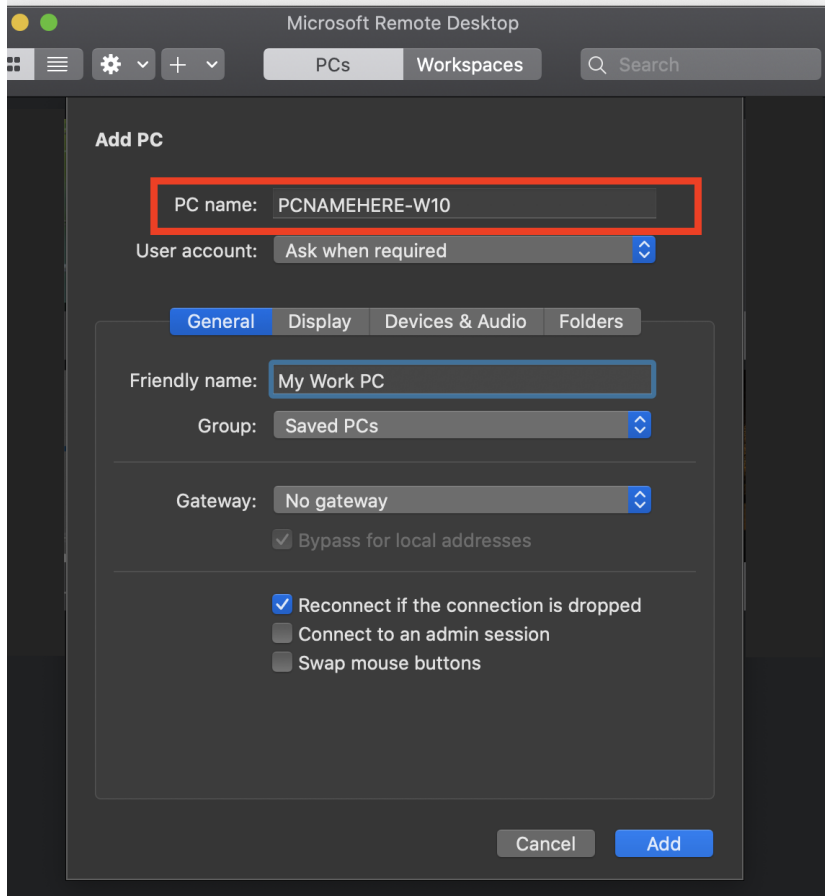 Microsoft Remote Desktop
PCs Workspaces Search
Add PC
PC name: PCNAMEHERE-W10
User account: Ask when required
General Display Devices & Audio Folders
Friendly name: My Work PC
Group: Saved PCs
Gateway: No gateway
Bypass for local addresses
Reconnect if the connection is dropped
Connect to an admin session
Swap mouse buttons
Cancel Add